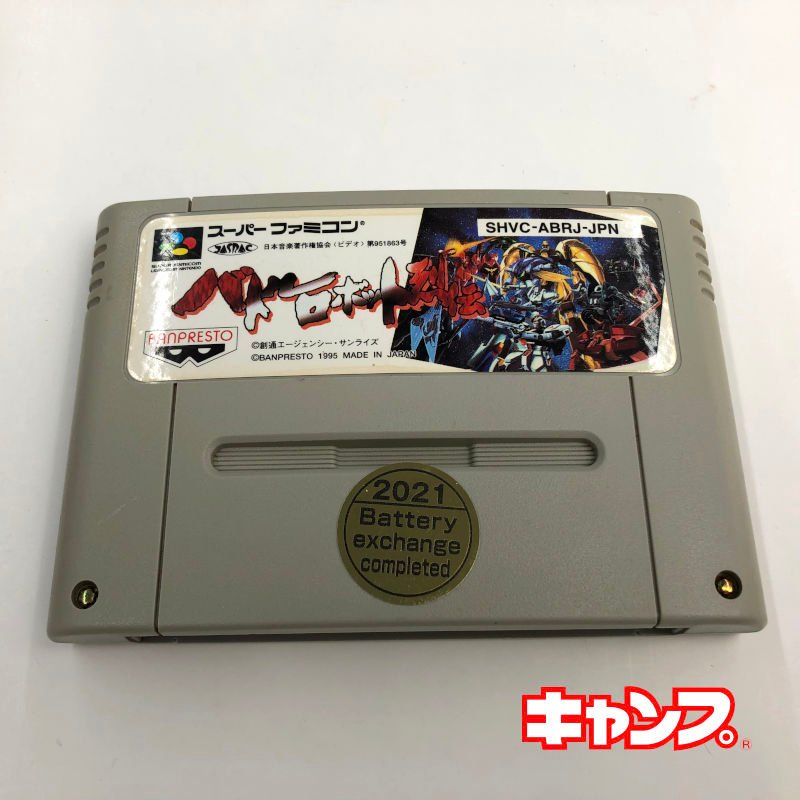 スーパーファミコン®
SHVC-ABRJ-JPN
JASRAC
日本音楽著作権協会(ビデオ)第951863号
SUPER FAMICOM
バトルロボット烈伝
BANPRESTO
©創通エージェンシー・サンライズ
©BANPRESTO 1995 MADE IN JAPAN
2021
Battery
exchange
completed
キャンプ。®